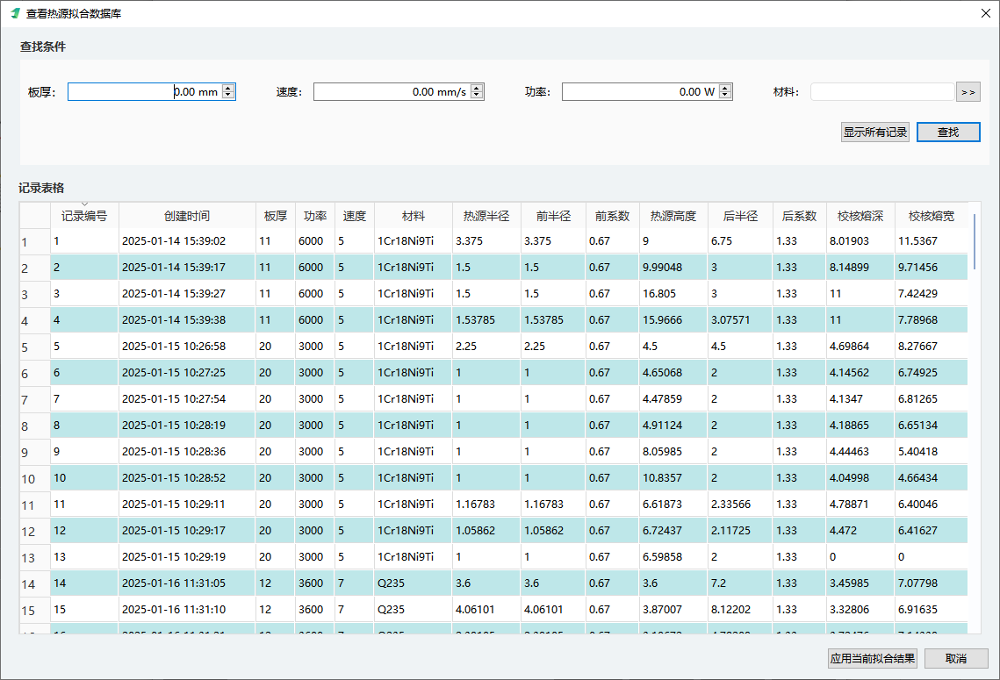 查看热源拟合数据库
查找条件
板厚： 0.00 mm 速度： 0.00 mm/s 功率： 0.00 W 材料： >>
显示所有记录 查找
记录表格
记录编号 创建时间 板厚 功率 速度 材料 热源半径 前半径 前系数 热源高度 后半径 后系数 校核熔深 校核熔宽
1 1 2025-01-14 15:39:02 11 6000 5 1Cr18Ni9Ti 3.375 3.375 0.67 9 6.75 1.33 8.01903 11.5367
2 2 2025-01-14 15:39:17 11 6000 5 1Cr18Ni9Ti 1.5 1.5 0.67 9.99048 3 1.33 8.14899 9.71456
3 3 2025-01-14 15:39:27 11 6000 5 1Cr18Ni9Ti 1.5 1.5 0.67 16.805 3 1.33 11 7.42429
4 4 2025-01-14 15:39:38 11 6000 5 1Cr18Ni9Ti 1.53785 1.53785 0.67 15.9666 3.07571 1.33 11 7.78968
5 5 2025-01-15 10:26:58 20 3000 5 1Cr18Ni9Ti 2.25 2.25 0.67 4.5 4.5 1.33 4.69864 8.27667
6 6 2025-01-15 10:27:25 20 3000 5 1Cr18Ni9Ti 1 1 0.67 4.65068 2 1.33 4.14562 6.74925
7 7 2025-01-15 10:27:54 20 3000 5 1Cr18Ni9Ti 1 1 0.67 4.47859 2 1.33 4.1347 6.81265
8 8 2025-01-15 10:28:19 20 3000 5 1Cr18Ni9Ti 1 1 0.67 4.91124 2 1.33 4.18865 6.65134
9 9 2025-01-15 10:28:36 20 3000 5 1Cr18Ni9Ti 1 1 0.67 8.05985 2 1.33 4.44463 5.40418
10 10 2025-01-15 10:28:52 20 3000 5 1Cr18Ni9Ti 1 1 0.67 10.8357 2 1.33 4.04998 4.66434
11 11 2025-01-15 10:29:11 20 3000 5 1Cr18Ni9Ti 1.16783 1.16783 0.67 6.61873 2.33566 1.33 4.78871 6.40046
12 12 2025-01-15 10:29:17 20 3000 5 1Cr18Ni9Ti 1.05862 1.05862 0.67 6.72437 2.11725 1.33 4.472 6.41627
13 13 2025-01-15 10:29:19 20 3000 5 1Cr18Ni9Ti 1 1 0.67 6.59858 2 1.33 0 0
14 14 2025-01-16 11:31:05 12 3600 7 Q235 3.6 3.6 0.67 3.6 7.2 1.33 3.45985 7.07798
15 15 2025-01-16 11:31:10 12 3600 7 Q235 4.06101 4.06101 0.67 3.87007 8.12202 1.33 3.32806 6.91635
应用当前拟合结果 取消